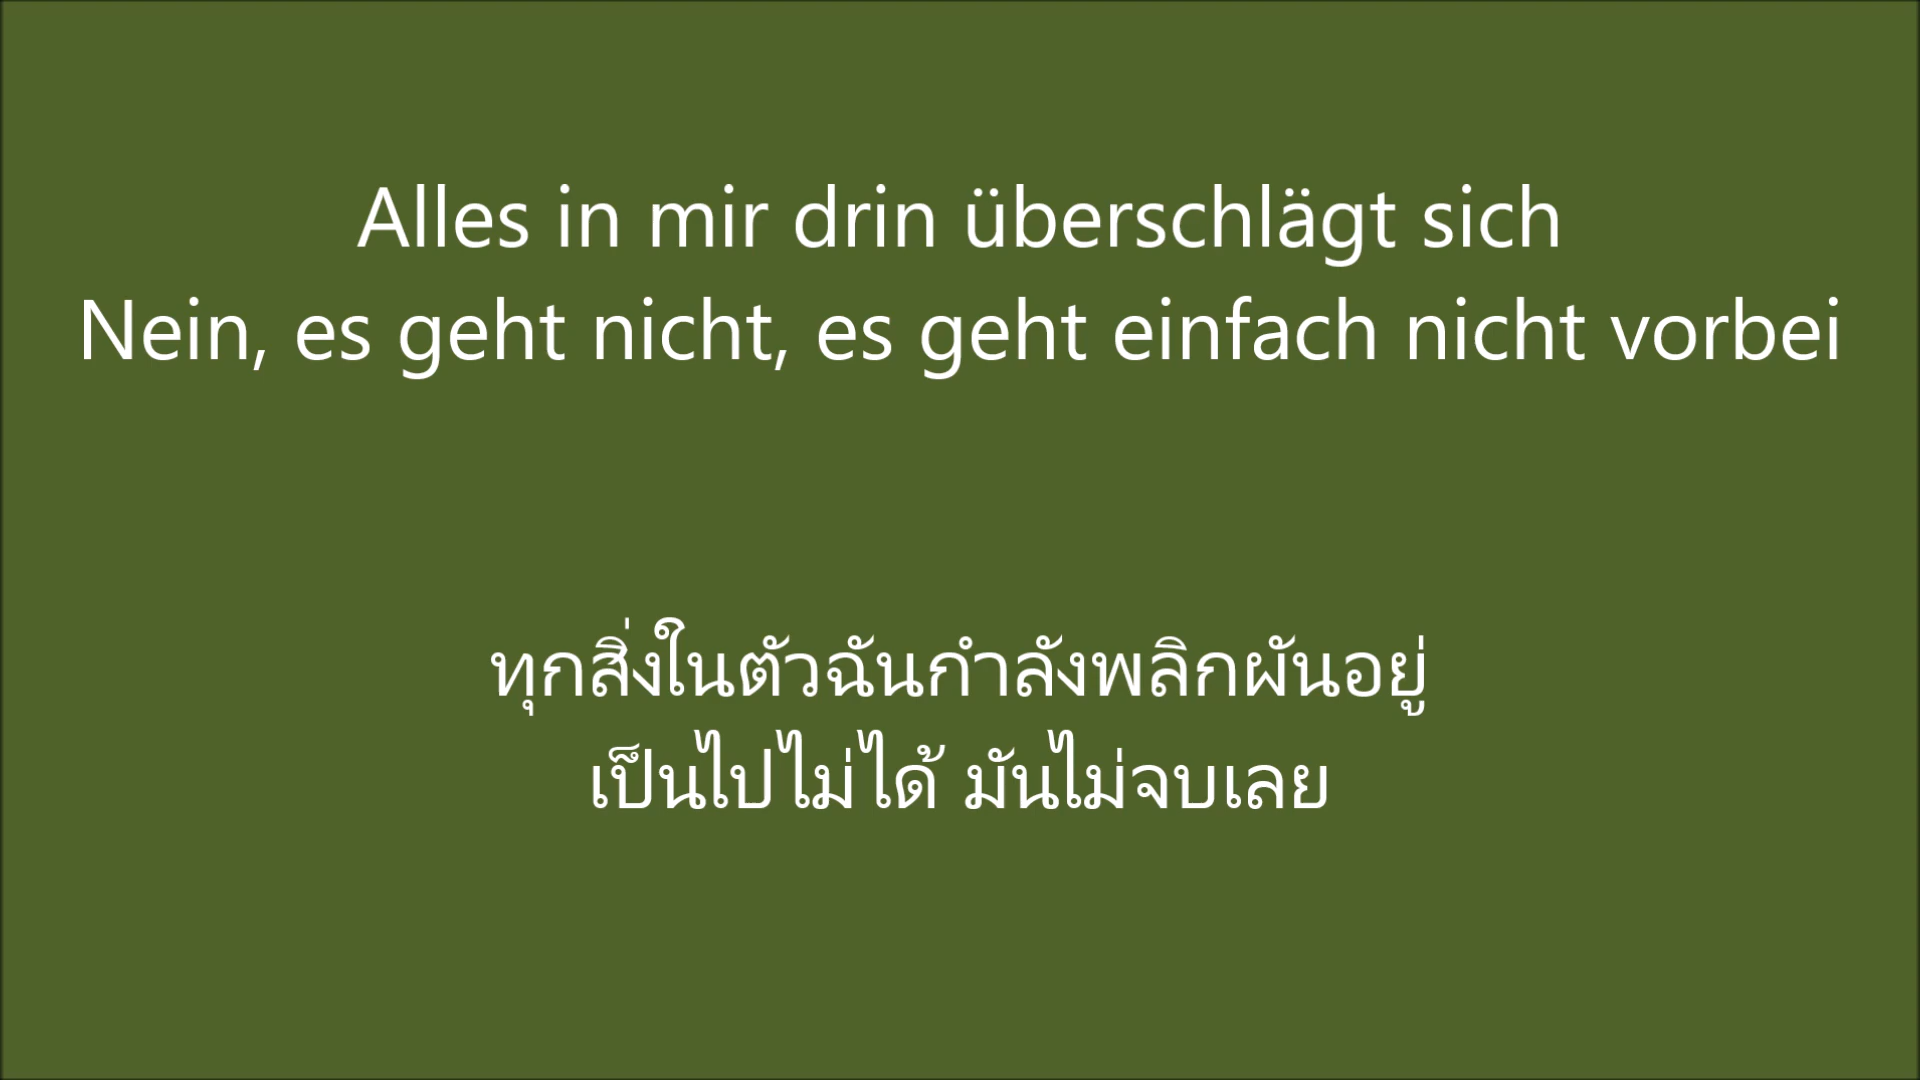 Alles in mir drin überschlägt sich
Nein, es geht nicht, es geht einfach nicht vorbei
ทุกสิ่งในตัวฉันกำลังพลิกผันอยู่
เป็นไปไม่ได้ มันไม่จบเลย